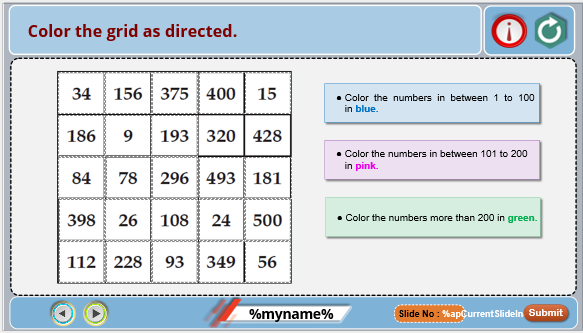 Color the grid as directed.
34 156 375 400 15
186 9 193 320 428
84 78 296 493 181
398 26 108 24 500
112 228 93 349 56
• Color the numbers in between 1 to 100
in blue.
• Color the numbers in between 101 to 200
in pink.
• Color the numbers more than 200 in green.
%myname%
Slide No : %apCurrentSlideIn
Submit